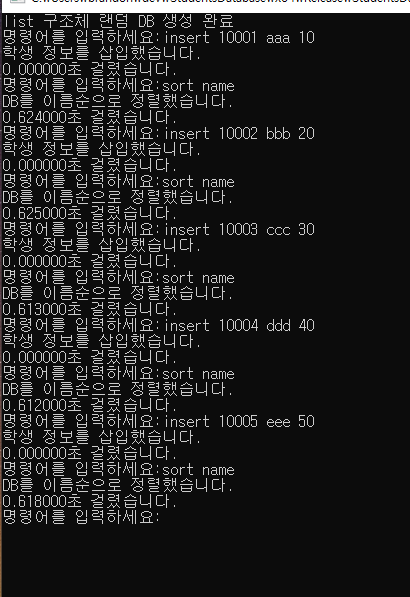 list 구조체 랜덤 DB 생성 완료
명령어를 입력하세요:insert 10001 aaa 10
학생 정보를 삽입했습니다.
0.000000초 걸렸습니다.
명령어를 입력하세요:sort name
DB를 이름순으로 정렬했습니다.
0.624000초 걸렸습니다.
명령어를 입력하세요:insert 10002 bbb 20
학생 정보를 삽입했습니다.
0.000000초 걸렸습니다.
명령어를 입력하세요:sort name
DB를 이름순으로 정렬했습니다.
0.625000초 걸렸습니다.
명령어를 입력하세요:insert 10003 ccc 30
학생 정보를 삽입했습니다.
0.000000초 걸렸습니다.
명령어를 입력하세요:sort name
DB를 이름순으로 정렬했습니다.
0.613000초 걸렸습니다.
명령어를 입력하세요:insert 10004 ddd 40
학생 정보를 삽입했습니다.
0.000000초 걸렸습니다.
명령어를 입력하세요:sort name
DB를 이름순으로 정렬했습니다.
0.612000초 걸렸습니다.
명령어를 입력하세요:insert 10005 eee 50
학생 정보를 삽입했습니다.
0.000000초 걸렸습니다.
명령어를 입력하세요:sort name
DB를 이름순으로 정렬했습니다.
0.618000초 걸렸습니다.
명령어를 입력하세요: